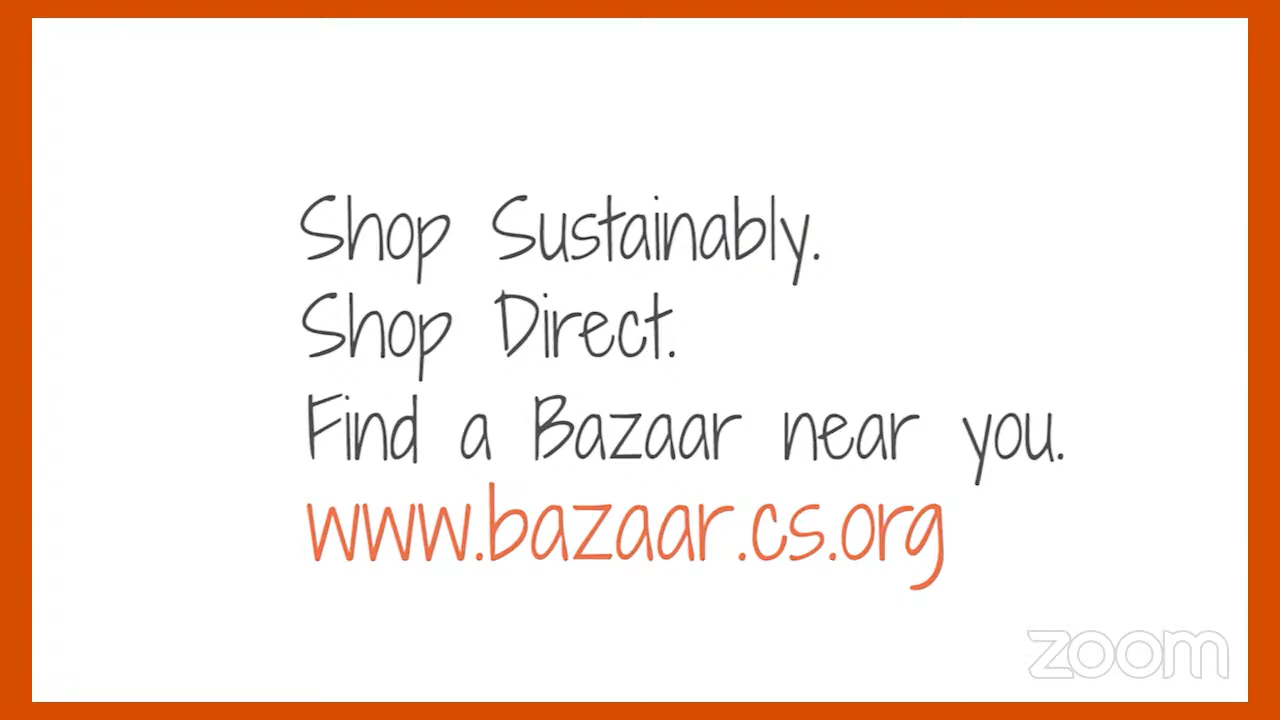 Shop Sustainably.
Shop Direct.
Find a Bazaar near you.
www.bazaar.cs.org
zoom